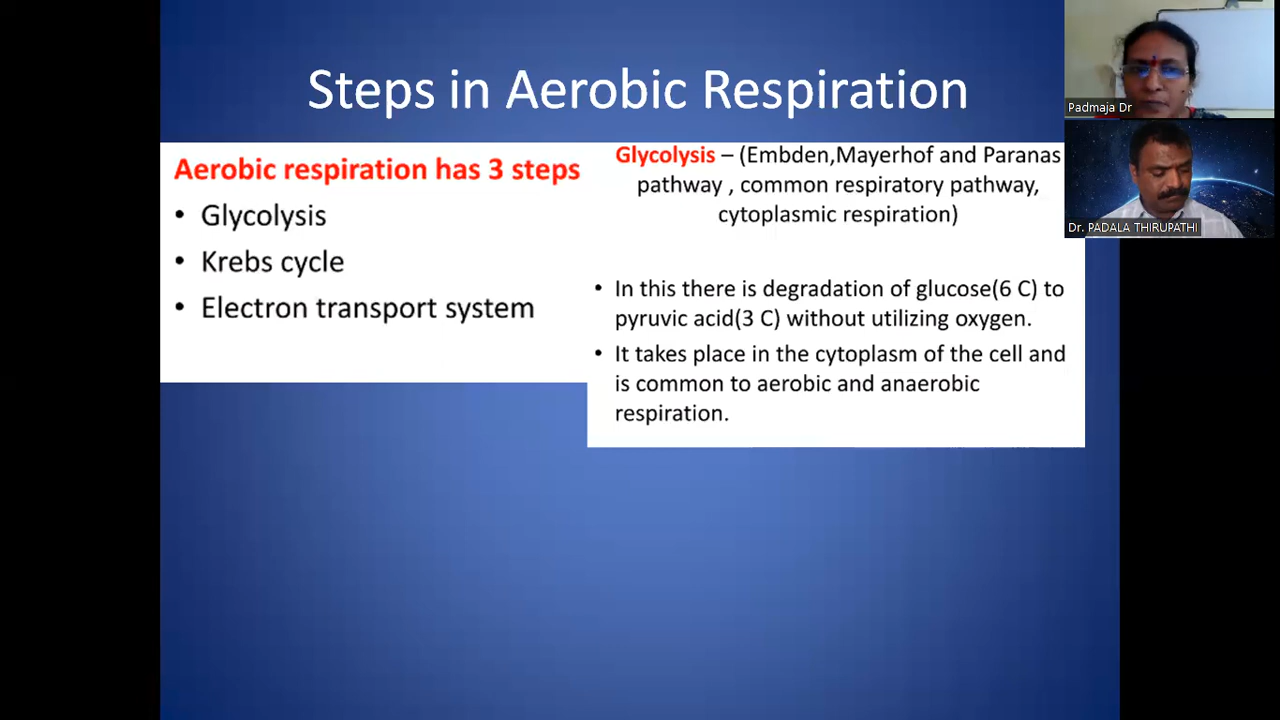 Steps in Aerobic Respiration
Aerobic respiration has 3 steps
• Glycolysis
• Krebs cycle
• Electron transport system
Glycolysis – (Embden,Mayerhof and Paranas
pathway , common respiratory pathway,
cytoplasmic respiration)
• In this there is degradation of glucose(6 C) to
pyruvic acid(3 C) without utilizing oxygen.
• It takes place in the cytoplasm of the cell and
is common to aerobic and anaerobic
respiration.
Padmaja Dr
Dr. PADALA THIRUPATHI